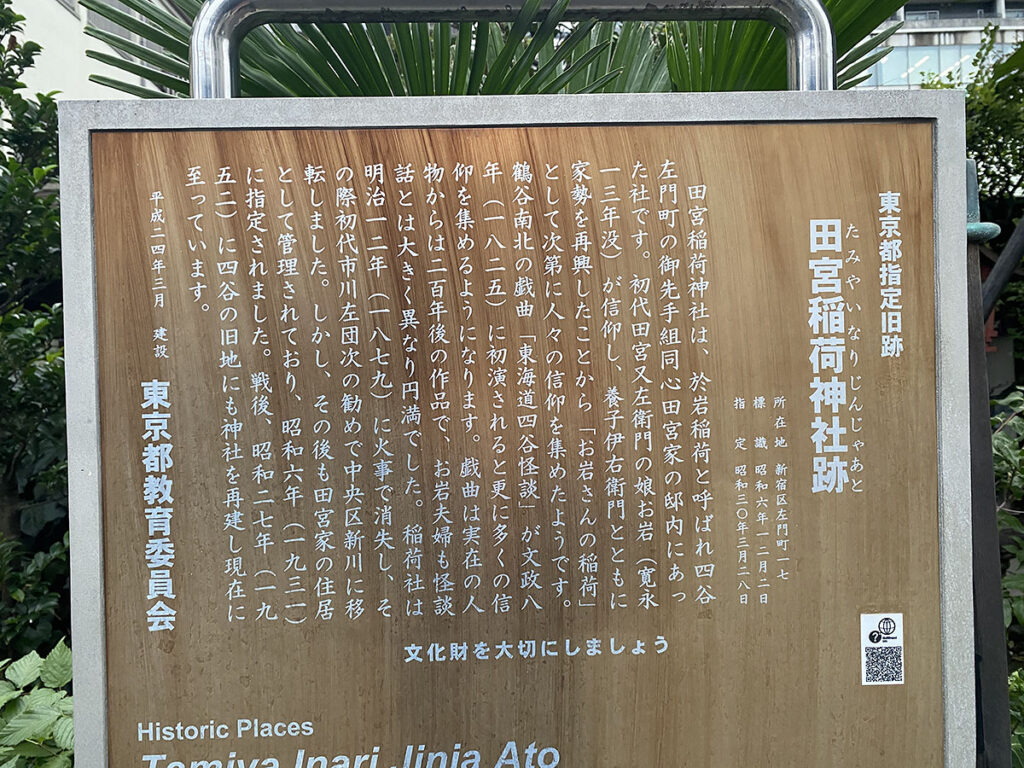 東京都指定旧跡
たみやいなりじんじゃあと
田宮稲荷神社跡
所在地　新宿区左門町一七
標　識　昭和六年一二月二日
指　定　昭和三〇年三月二八日
田宮稲荷神社は、於岩稲荷と呼ばれ四谷
左門町の御先手組同心田宮家の邸内にあっ
た社です。初代田宮又左衛門の娘お岩（寛永
一三年没）が信仰し、養子伊右衛門とともに
家勢を再興したことから「お岩さんの稲荷」
として次第に人々の信仰を集めたようです。
鶴谷南北の戯曲「東海道四谷怪談」が文政八
年（一八二五）に初演されると更に多くの信
仰を集めるようになります。戯曲は実在の人
物からは二百年後の作品で、お岩夫婦も怪談
話とは大きく異なり円満でした。稲荷社は
明治一二年（一八七九）に火事で消失し、そ
の際初代市川左団次の勧めで中央区新川に移
転しました。しかし、その後も田宮家の住居
として管理されており、昭和六年（一九三一）
に指定されました。戦後、昭和二七年（一九
五二）に四谷の旧地にも神社を再建し現在に
至っています。
平成二四年三月　建設
東京都教育委員会
文化財を大切にしましょう
Historic Places
Tamiya Inari Jinja Ato